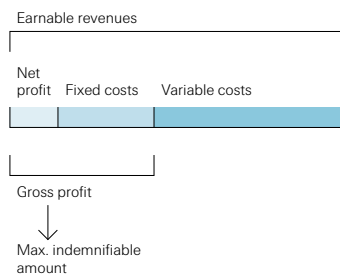 Earnable revenues
Net
profit Fixed costs Variable costs
Gross profit
Max. indemnifiable
amount